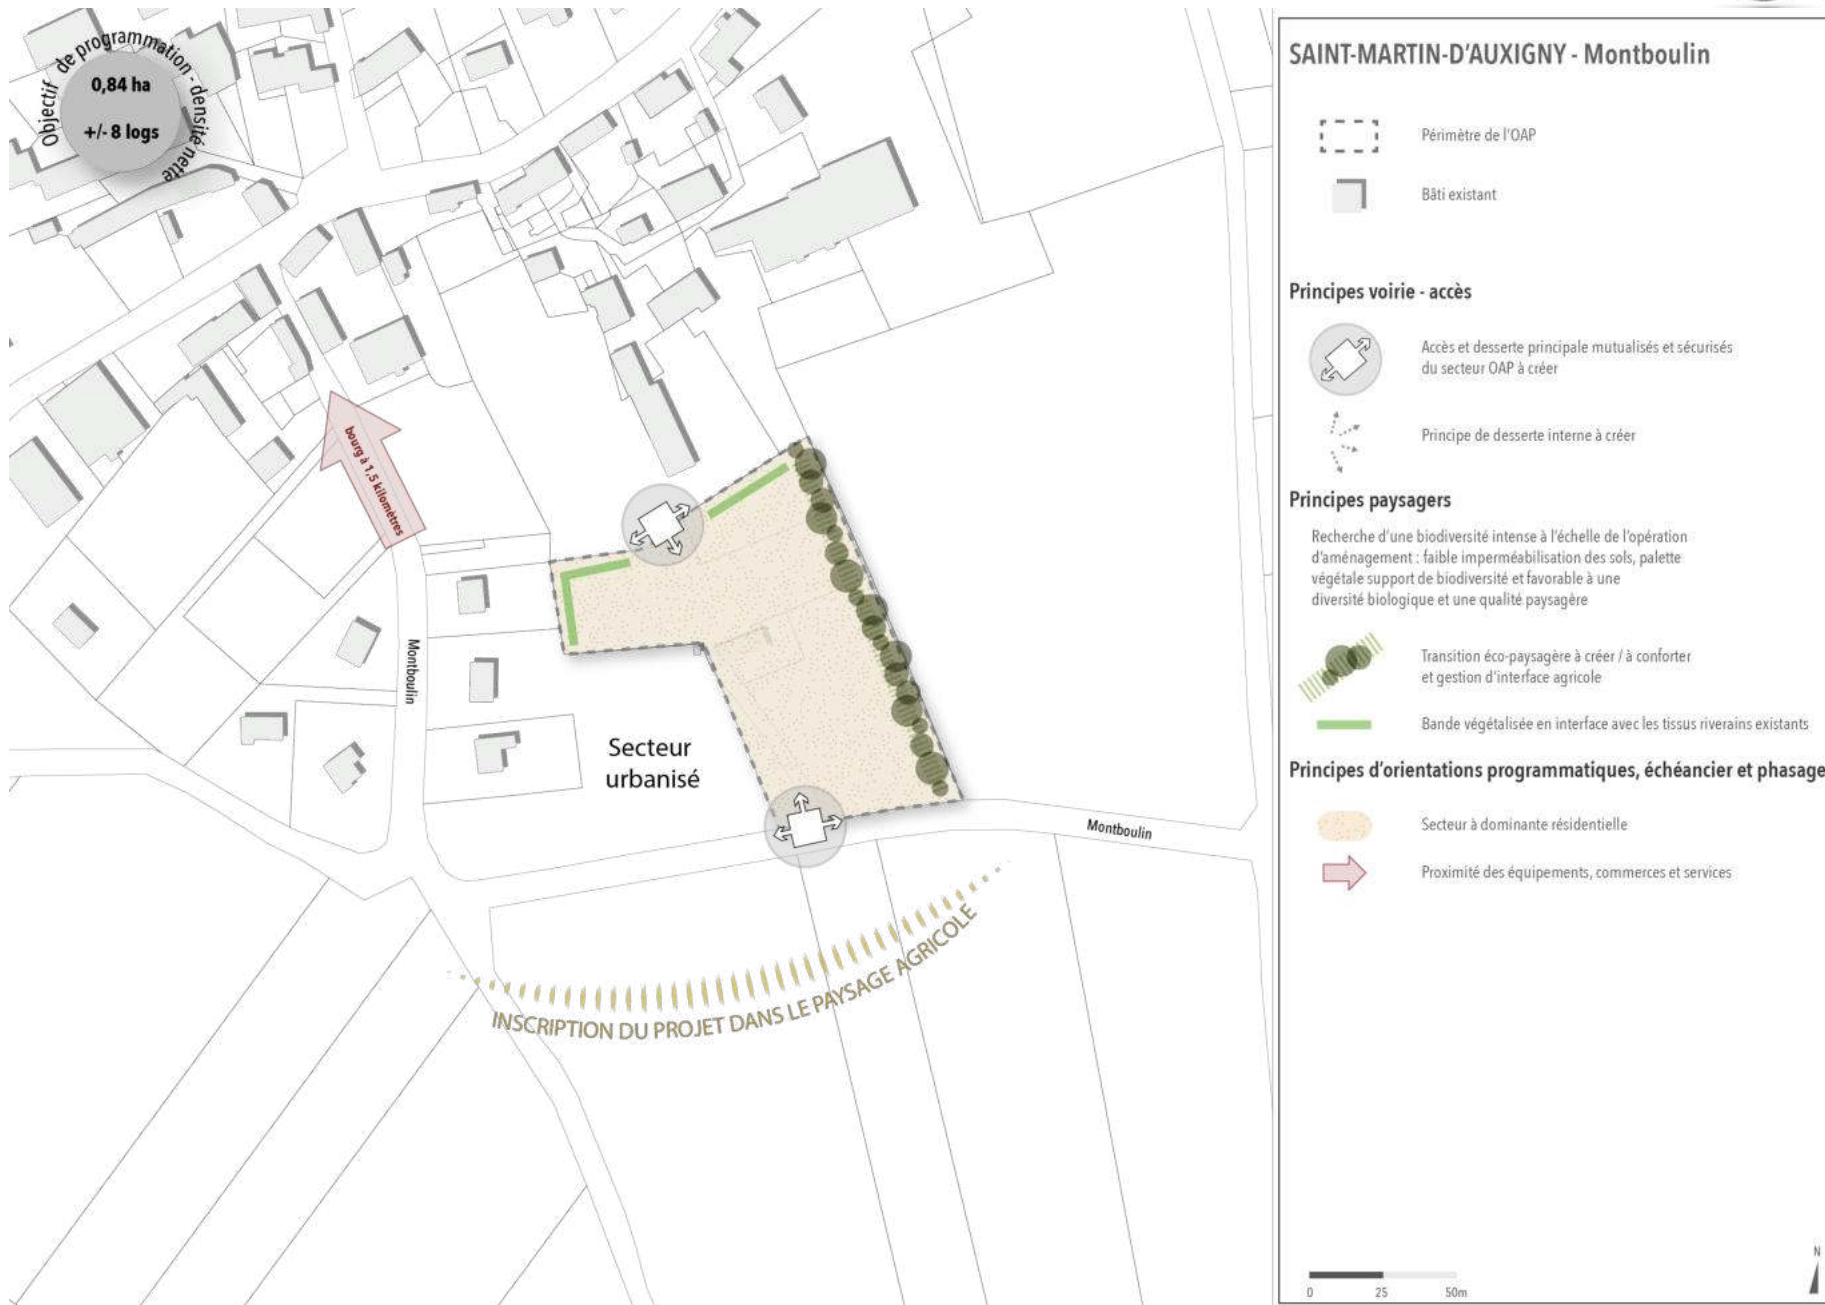 Objectif de programmation - densité nette
0,84 ha
+/- 8 logs
bourg à 1,5 kilomètres
Montboulin
Secteur
urbanisé
Montboulin
INSCRIPTION DU PROJET DANS LE PAYSAGE AGRICOLE
SAINT-MARTIN-D'AUXIGNY - Montboulin
Périmètre de l'OAP
Bâti existant
Principes voirie - accès
Accès et desserte principale mutualisés et sécurisés
du secteur OAP à créer
Principe de desserte interne à créer
Principes paysagers
Recherche d'une biodiversité intense à l'échelle de l'opération
d'aménagement : faible imperméabilisation des sols, palette
végétale support de biodiversité et favorable à une
diversité biologique et une qualité paysagère
Transition éco-paysagère à créer / à conforter
et gestion d'interface agricole
Bande végétalisée en interface avec les tissus riverains existants
Principes d'orientations programmatiques, échéancier et phasage
Secteur à dominante résidentielle
Proximité des équipements, commerces et services
0 25 50m
N